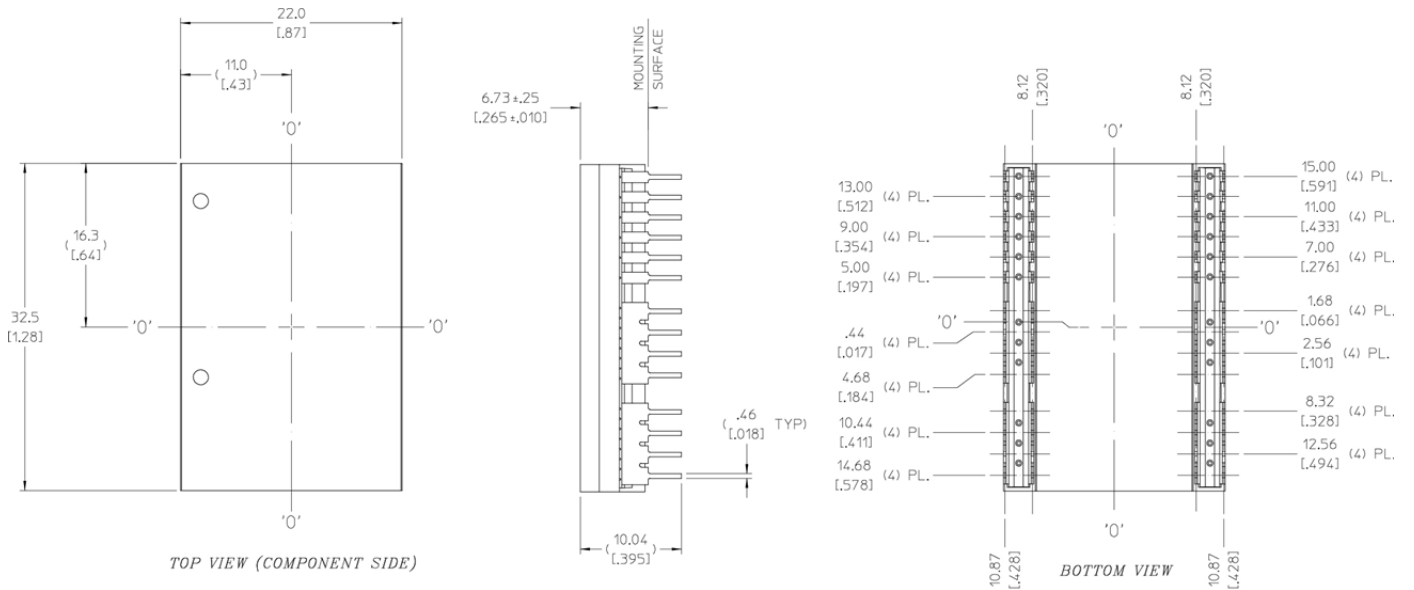 22.0
[.87]
( 11.0 )
[.43]
'0'
16.3
( [.64] )
32.5
[1.28]
'0'
'0'
'0'
TOP VIEW (COMPONENT SIDE)
MOUNTING
SURFACE
6.73 ±.25
[.265 ±.010]
.46
( [.018] TYP)
10.04
( [.395] )
8.12
[.320]
8.12
[.320]
'0'
13.00
[.512] (4) PL.
9.00
[.354] (4) PL.
5.00
[.197] (4) PL.
'0'
.44
[.017] (4) PL.
4.68
[.184] (4) PL.
10.44
[.411] (4) PL.
14.68
[.578] (4) PL.
15.00
[.591] (4) PL.
11.00
[.433] (4) PL.
7.00
[.276] (4) PL.
1.68
[.066] (4) PL.
'0'
2.56
[.101] (4) PL.
8.32
[.328] (4) PL.
12.56
[.494] (4) PL.
'0'
10.87
[.428]
10.87
[.428]
BOTTOM VIEW